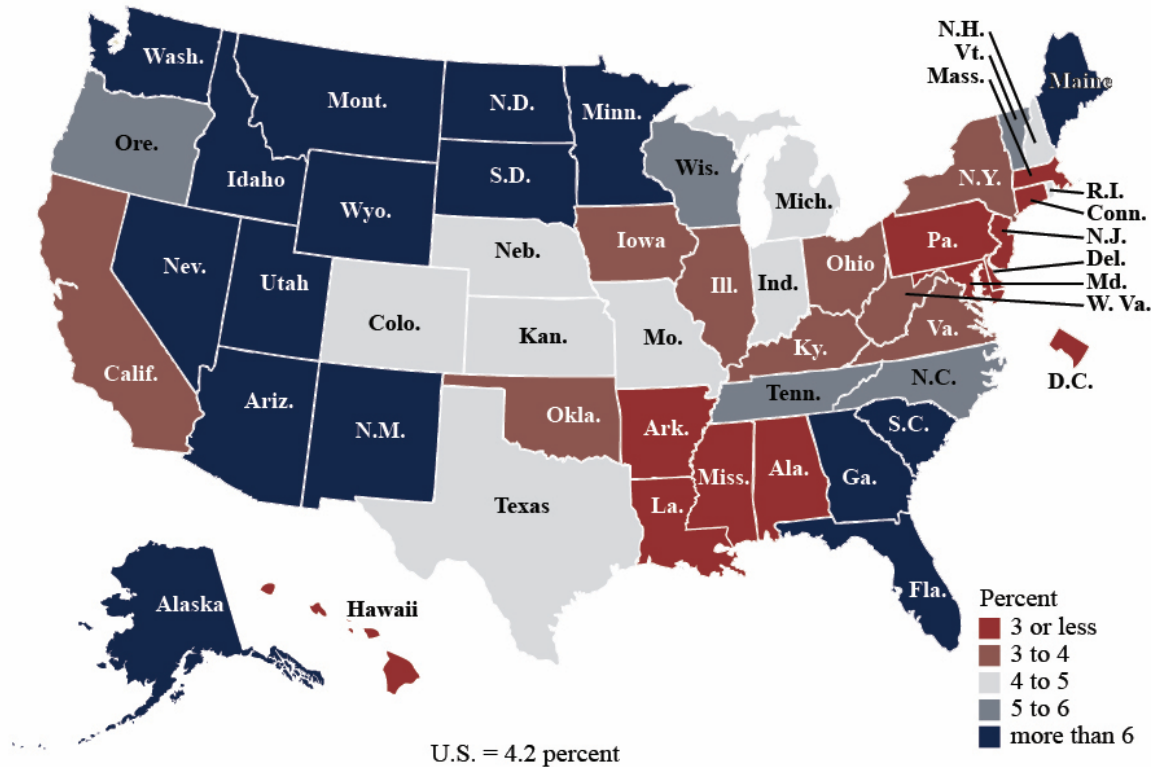 N.H.
Vt.
Mass.
Maine
Wash.
Mont.
N.D.
Minn.
Ore.
Idaho
S.D.
Wis.
Wyo.
Mich.
N.Y.
R.I.
Conn.
N.J.
Del.
Md.
W. Va.
Iowa
Neb.
Pa.
Nev.
Utah
Ill.
Ind.
Ohio
Colo.
Kan.
Mo.
Ky.
Va.
Calif.
D.C.
Ariz.
N.M.
Okla.
Ark.
Tenn.
N.C.
S.C.
Texas
La.
Miss.
Ala.
Ga.
Fla.
Alaska
Hawaii
Percent
3 or less
3 to 4
4 to 5
5 to 6
more than 6
U.S. = 4.2 percent